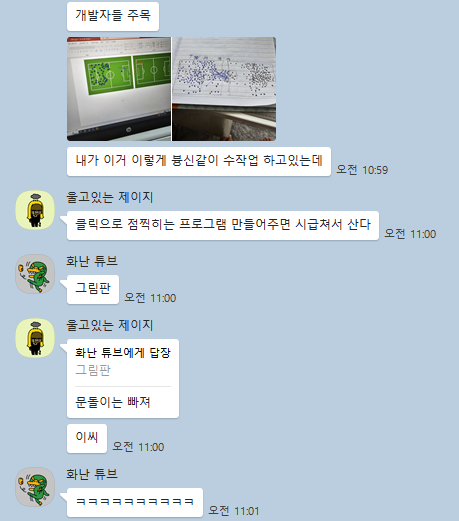 개발자들 주목
내가 이거 이렇게 븅신같이 수작업 하고있는데
오전 10:59
울고있는 제이지
클릭으로 점찍히는 프로그램 만들어주면 시급쳐서 산다
오전 11:00
화난 튜브
그림판
오전 11:00
울고있는 제이지
화난 튜브에게 답장
그림판
문돌이는 빠져
이씨
오전 11:00
화난 튜브
ㅋㅋㅋㅋㅋㅋㅋㅋㅋㅋ
오전 11:01